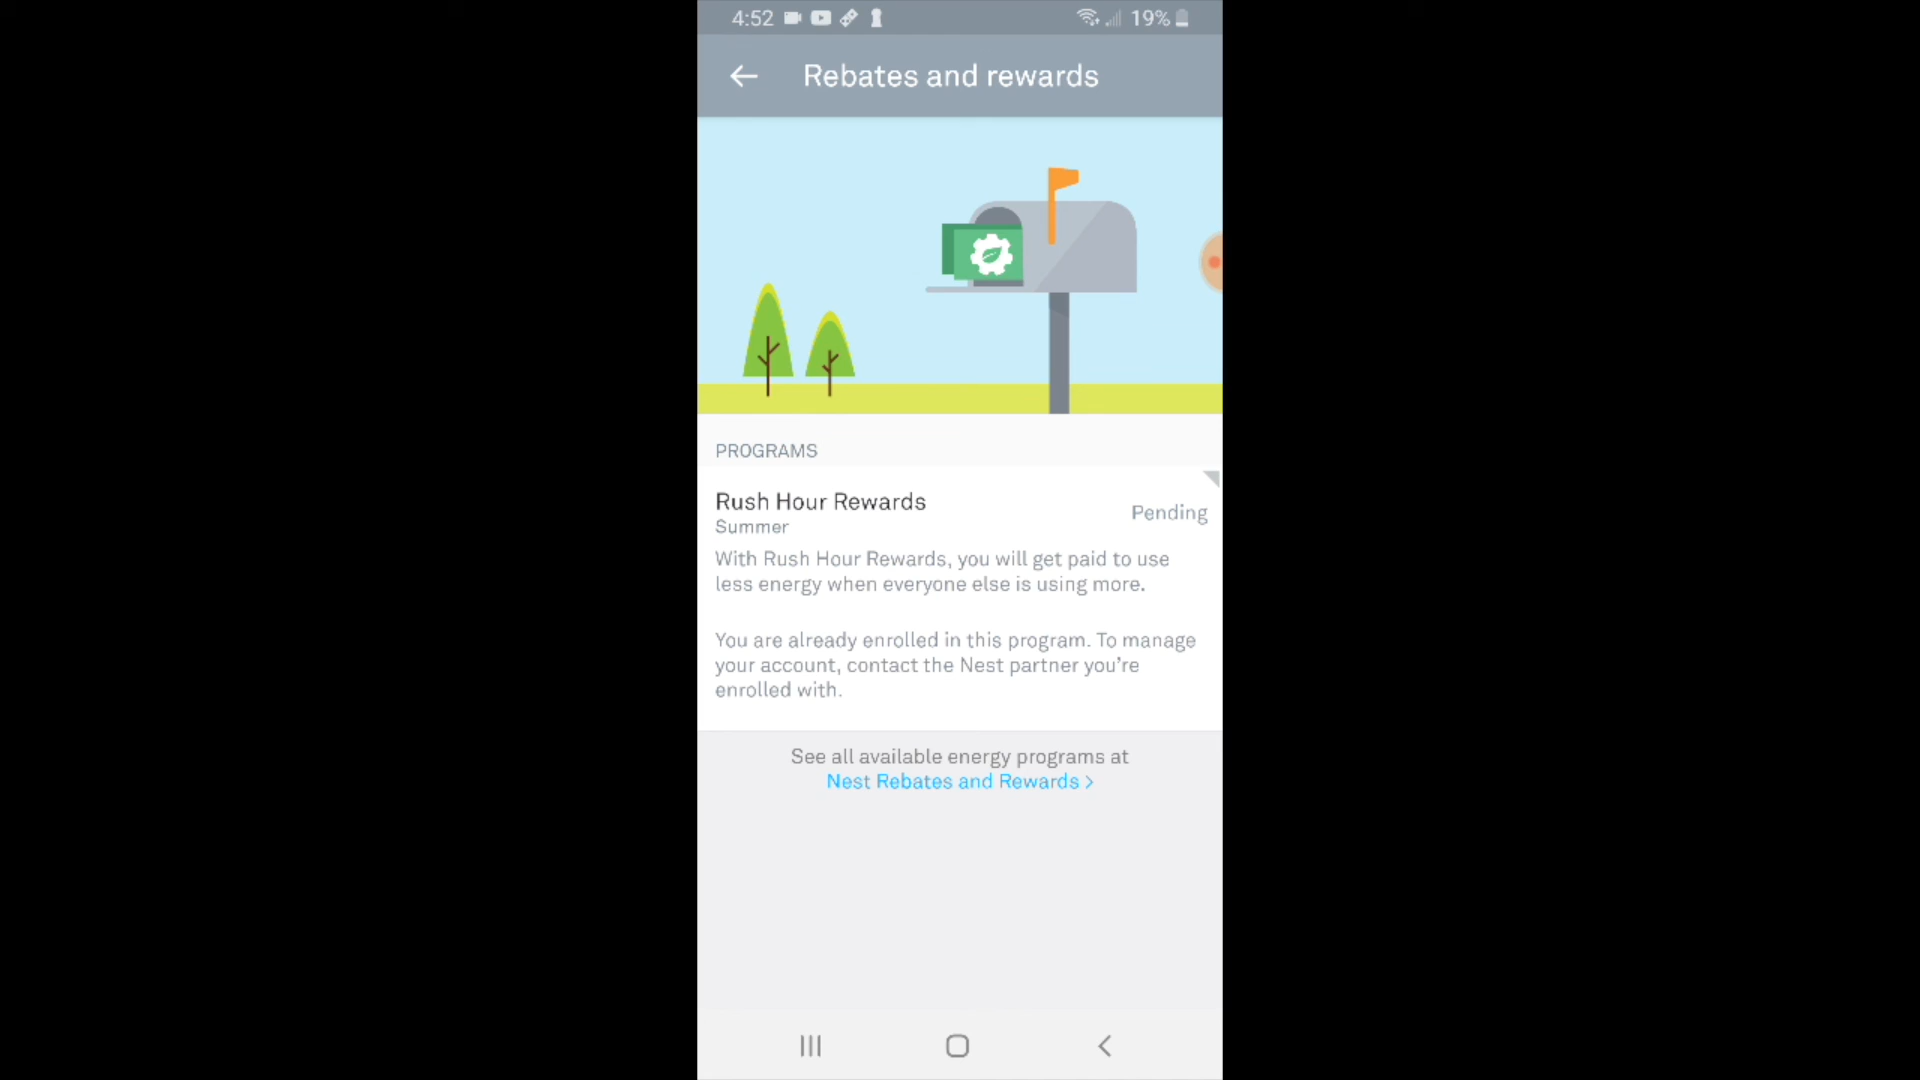 4:52 19%
Rebates and rewards
PROGRAMS
Rush Hour Rewards
Summer
Pending
With Rush Hour Rewards, you will get paid to use
less energy when everyone else is using more.
You are already enrolled in this program. To manage
your account, contact the Nest partner you’re
enrolled with.
See all available energy programs at
Nest Rebates and Rewards >